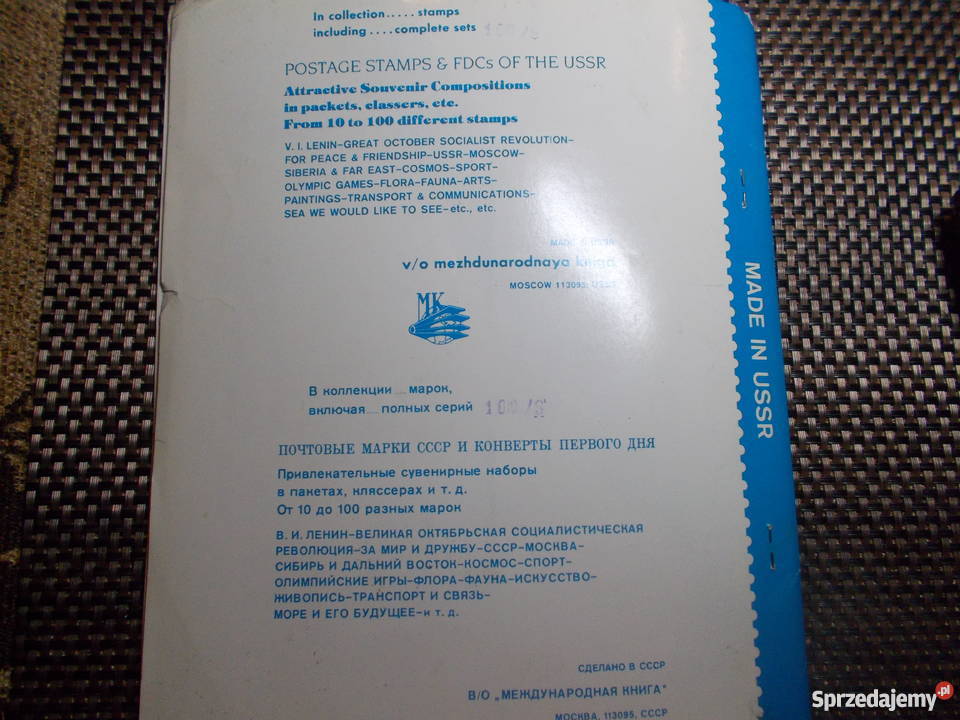 In collection..... stamps
including ....complete sets
POSTAGE STAMPS & FDCs OF THE USSR
Attractive Souvenir Compositions
in packets, classers, etc.
From 10 to 100 different stamps
V. I. LENIN–GREAT OCTOBER SOCIALIST REVOLUTION–
FOR PEACE & FRIENDSHIP–USSR–MOSCOW–
SIBERIA & FAR EAST–COSMOS–SPORT–
OLYMPIC GAMES–FLORA–FAUNA–ARTS–
PAINTINGS–TRANSPORT & COMMUNICATIONS–
SEA WE WOULD LIKE TO SEE–etc., etc.
MADE USSR
v/o mezhdunarodnaya kniga
MOSCOW 113095, USSR
МК
В коллекции ....марок,
включая.... полных серий
ПОЧТОВЫЕ МАРКИ СССР И КОНВЕРТЫ ПЕРВОГО ДНЯ
Привлекательные сувенирные наборы
в пакетах, кляссерах и т. д.
От 10 до 100 разных марок
В. И. ЛЕНИН–ВЕЛИКАЯ ОКТЯБРЬСКАЯ СОЦИАЛИСТИЧЕСКАЯ
РЕВОЛЮЦИЯ–ЗА МИР И ДРУЖБУ–СССР–МОСКВА–
СИБИРЬ И ДАЛЬНИЙ ВОСТОК–КОСМОС–СПОРТ–
ОЛИМПИЙСКИЕ ИГРЫ–ФЛОРА–ФАУНА–ИСКУССТВО–
ЖИВОПИСЬ–ТРАНСПОРТ И СВЯЗЬ–
МОРЕ И ЕГО БУДУЩЕЕ–и т. д.
СДЕЛАНО В СССР
В/О „МЕЖДУНАРОДНАЯ КНИГА"
МОСКВА, 113095, СССР
MADE IN USSR
Sprzedajemy.pl